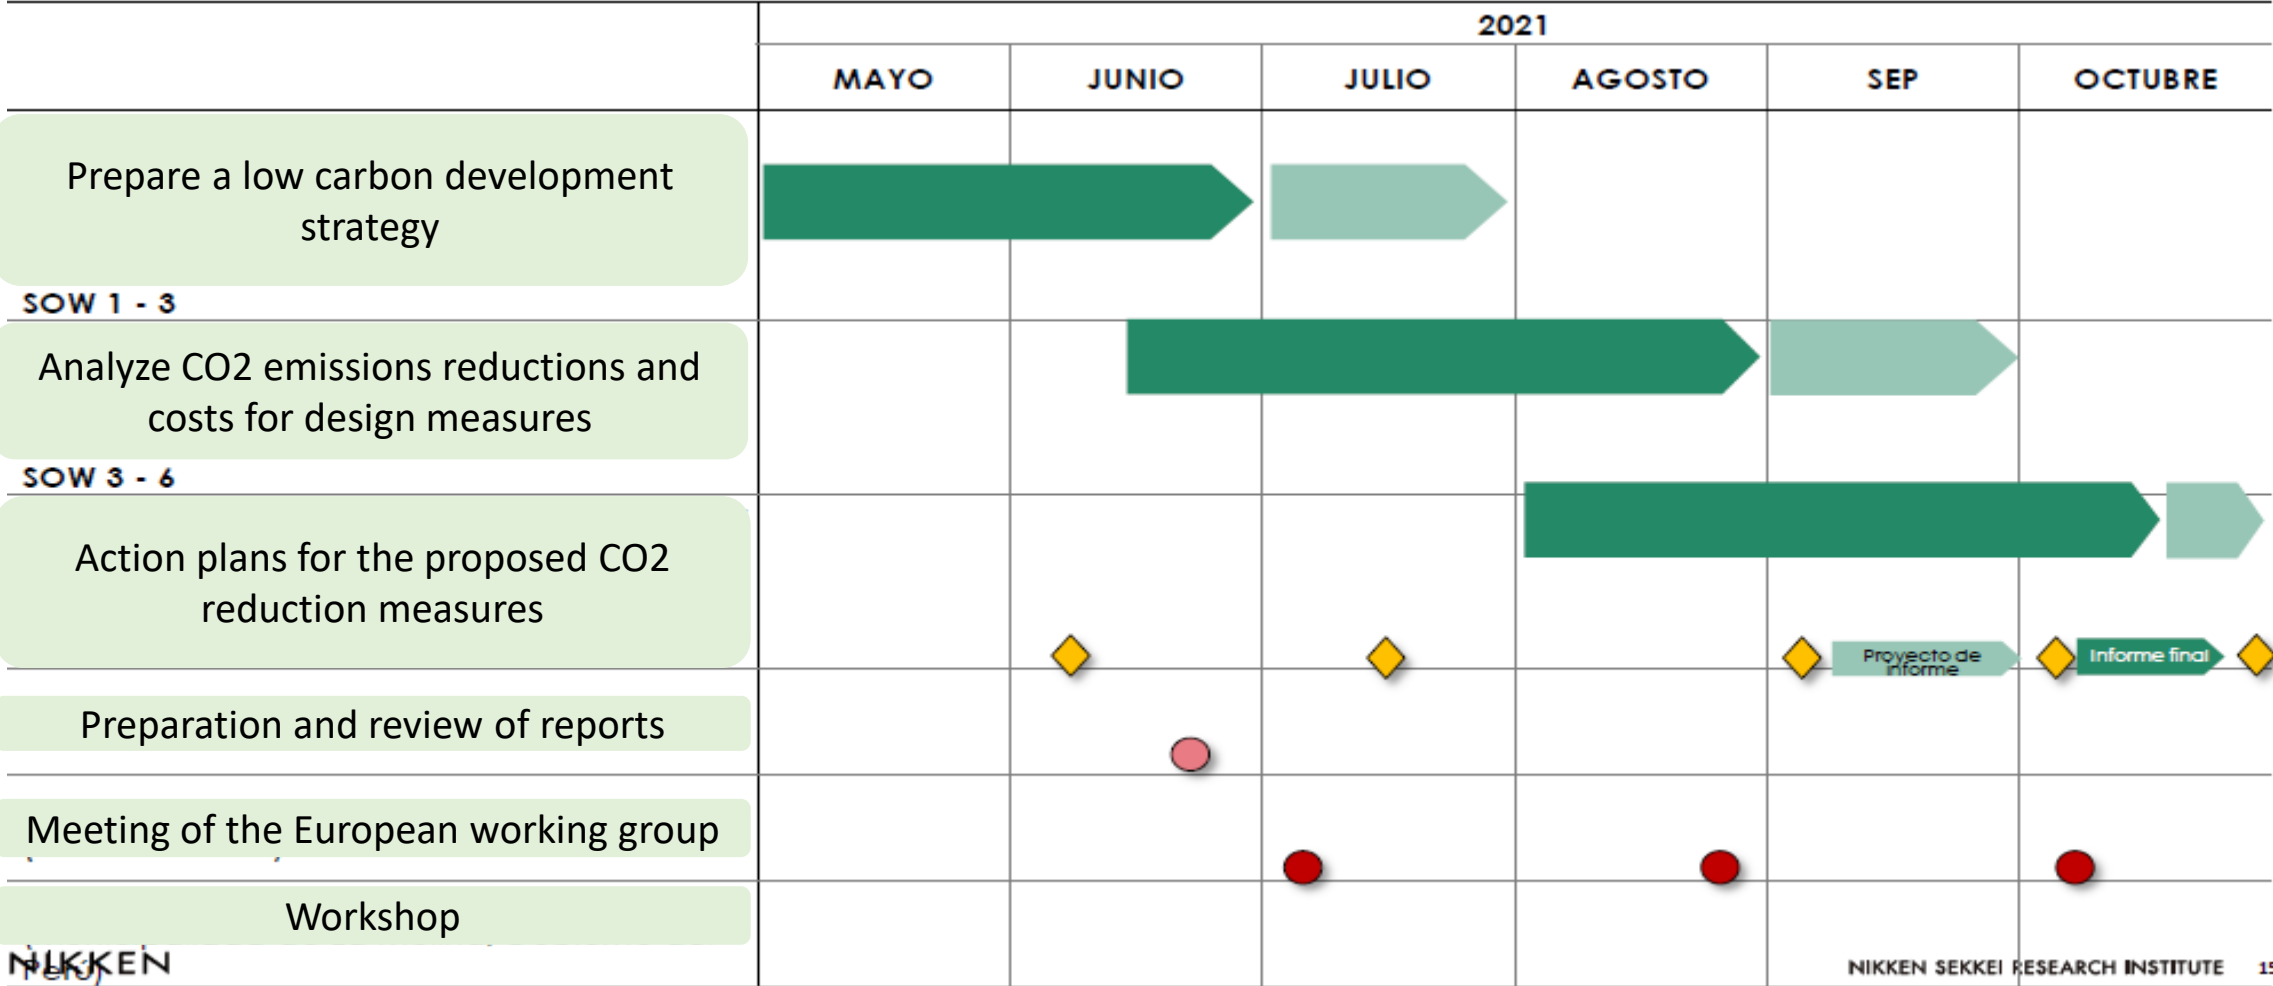 2021
MAYO JUNIO JULIO AGOSTO SEP OCTUBRE
Prepare a low carbon development
strategy
SOW 1 - 3
Analyze CO2 emissions reductions and
costs for design measures
SOW 3 - 6
Action plans for the proposed CO2
reduction measures
Proyecto de
informe
Informe final
Preparation and review of reports
Meeting of the European working group
Workshop
Perú)
NIKKEN
NIKKEN SEKKEI RESEARCH INSTITUTE 15